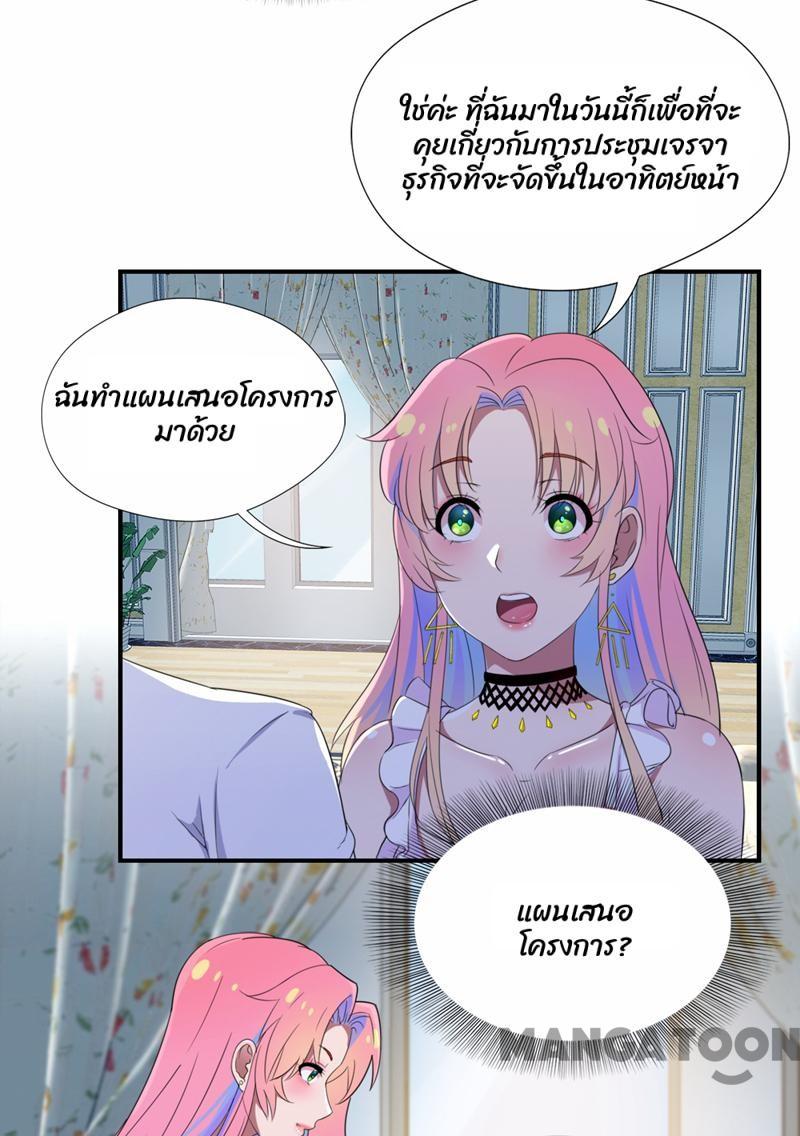 ใช่ค่ะ ที่ฉันมาในวันนี้ก็เพื่อที่จะ
คุยเกี่ยวกับการประชุมเจรจา
ธุรกิจที่จะจัดขึ้นในอาทิตย์หน้า
ฉันทำแผนเสนอโครงการ
มาด้วย
แผนเสนอ
โครงการ?
MANGATOON